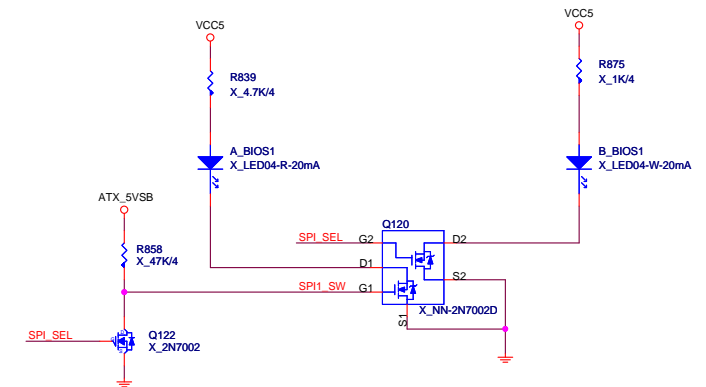 VCC5
VCC5
R839
X_4.7K/4
R875
X_1K/4
A_BIOS1
X_LED04-R-20mA
B_BIOS1
X_LED04-W-20mA
ATX_5VSB
R858
X_47K/4
Q120
SPI_SEL
G2
D2
D1
S2
SPI1_SW
G1
S1
X_NN-2N7002D
SPI_SEL
Q122
X_2N7002